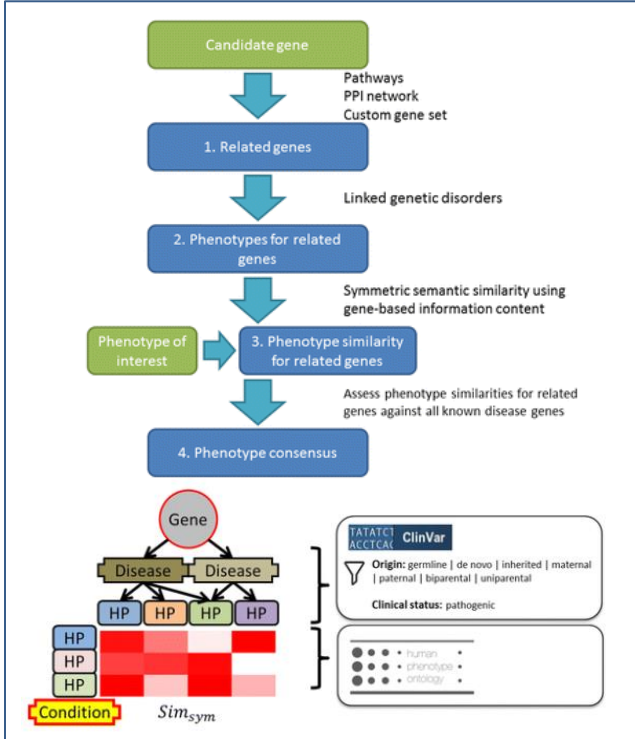 Candidate gene
Pathways
PPI network
Custom gene set
1. Related genes
Linked genetic disorders
2. Phenotypes for related
genes
Symmetric semantic similarity using
gene-based information content
Phenotype of
interest
3. Phenotype similarity
for related genes
Assess phenotype similarities for related
genes against all known disease genes
4. Phenotype consensus
Gene
Disease Disease
HP HP HP HP
HP
HP
HP
Condition
Sim_sym
TATATCT
ACCTCAC
ClinVar
Origin: germline | de novo | inherited | maternal
| paternal | biparental | uniparental
Clinical status: pathogenic
human
phenotype
ontology